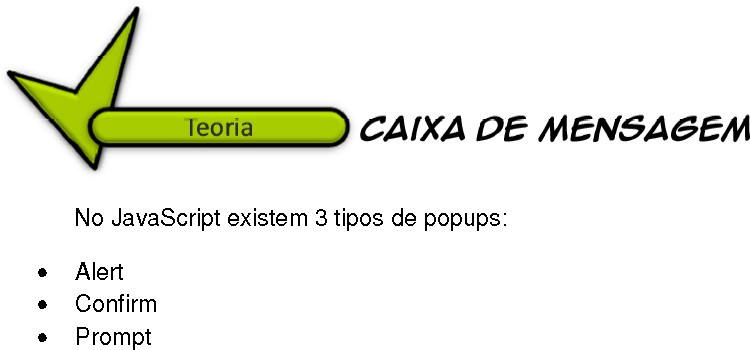 Teoria
CAIXA DE MENSAGEM
No JavaScript existem 3 tipos de popups:
• Alert
• Confirm
• Prompt